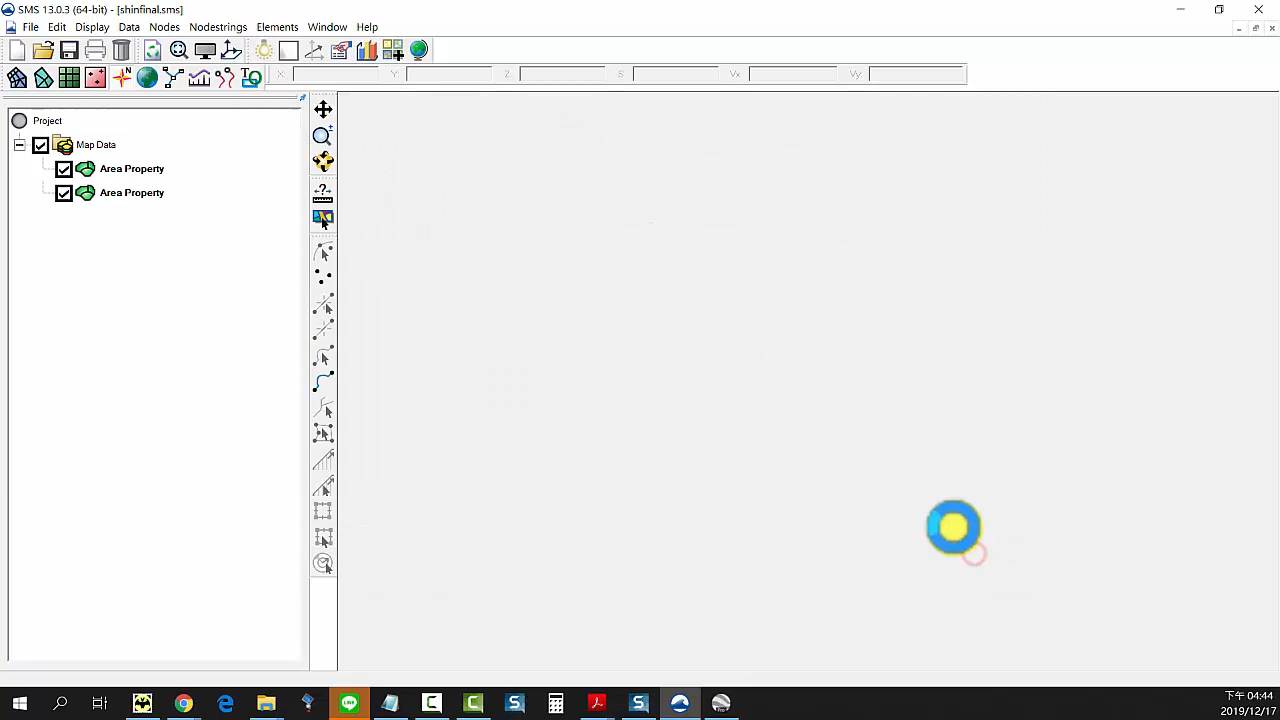 SMS 13.0.3 (64-bit) - [shinfinal.sms]
File Edit Display Data Nodes Nodestrings Elements Window Help
X Y Z S Vx Vy
Project
Map Data
Area Property
Area Property
下午 04:44
2019/12/17